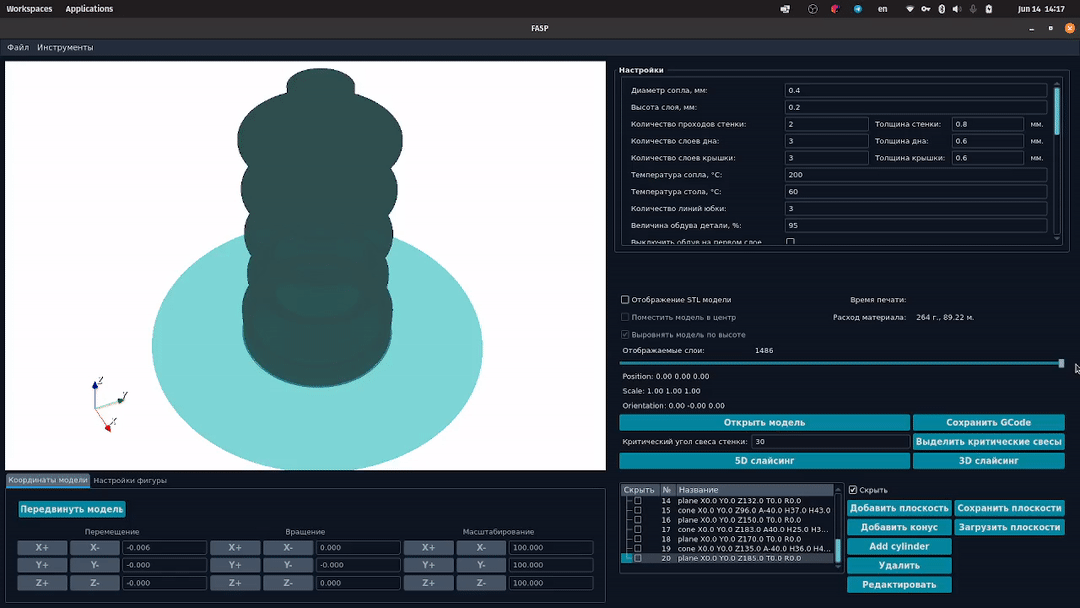 Workspaces Applications en Jun 14 14:17
FASP
Файл Инструменты
Z
Y
X
Координаты модели Настройки фигуры
Передвинуть модель
Перемещение Вращение Масштабирование
X+ X- -0.006 X+ X- 0.000 X+ X- 100.000
Y+ Y- -0.000 Y+ Y- -0.000 Y+ Y- 100.000
Z+ Z- -0.000 Z+ Z- 0.000 Z+ Z- 100.000
Настройки
Диаметр сопла, мм: 0.4
Высота слоя, мм: 0.2
Количество проходов стенки: 2 Толщина стенки: 0.8 мм.
Количество слоев дна: 3 Толщина дна: 0.6 мм.
Количество слоев крышки: 3 Толщина крышки: 0.6 мм.
Температура сопла, °C: 200
Температура стола, °C: 60
Количество линий юбки: 3
Величина обдува детали, %: 95
Выключить обдув на первом слое
Отображение STL модели Время печати:
Поместить модель в центр Расход материала: 264 г., 89.22 м.
Выровнять модель по высоте
Отображаемые слои: 1486
Position: 0.00 0.00 0.00
Scale: 1.00 1.00 1.00
Orientation: 0.00 -0.00 0.00
Открыть модель Сохранить GCode
Критический угол свеса стенки: 30 Выделить критические свесы
5D слайсинг 3D слайсинг
Скрыть № Название
14 plane X0.0 Y0.0 Z132.0 T0.0 R0.0
15 cone X0.0 Y0.0 Z96.0 A-40.0 H37.0 H43.0
16 plane X0.0 Y0.0 Z150.0 T0.0 R0.0
17 cone X0.0 Y0.0 Z183.0 A40.0 H25.0 H3...
18 plane X0.0 Y0.0 Z170.0 T0.0 R0.0
19 cone X0.0 Y0.0 Z135.0 A-40.0 H36.0 H4...
20 plane X0.0 Y0.0 Z185.0 T0.0 R0.0
Скрыть
Добавить плоскость Сохранить плоскости
Добавить конус Загрузить плоскости
Add cylinder
Удалить
Редактировать